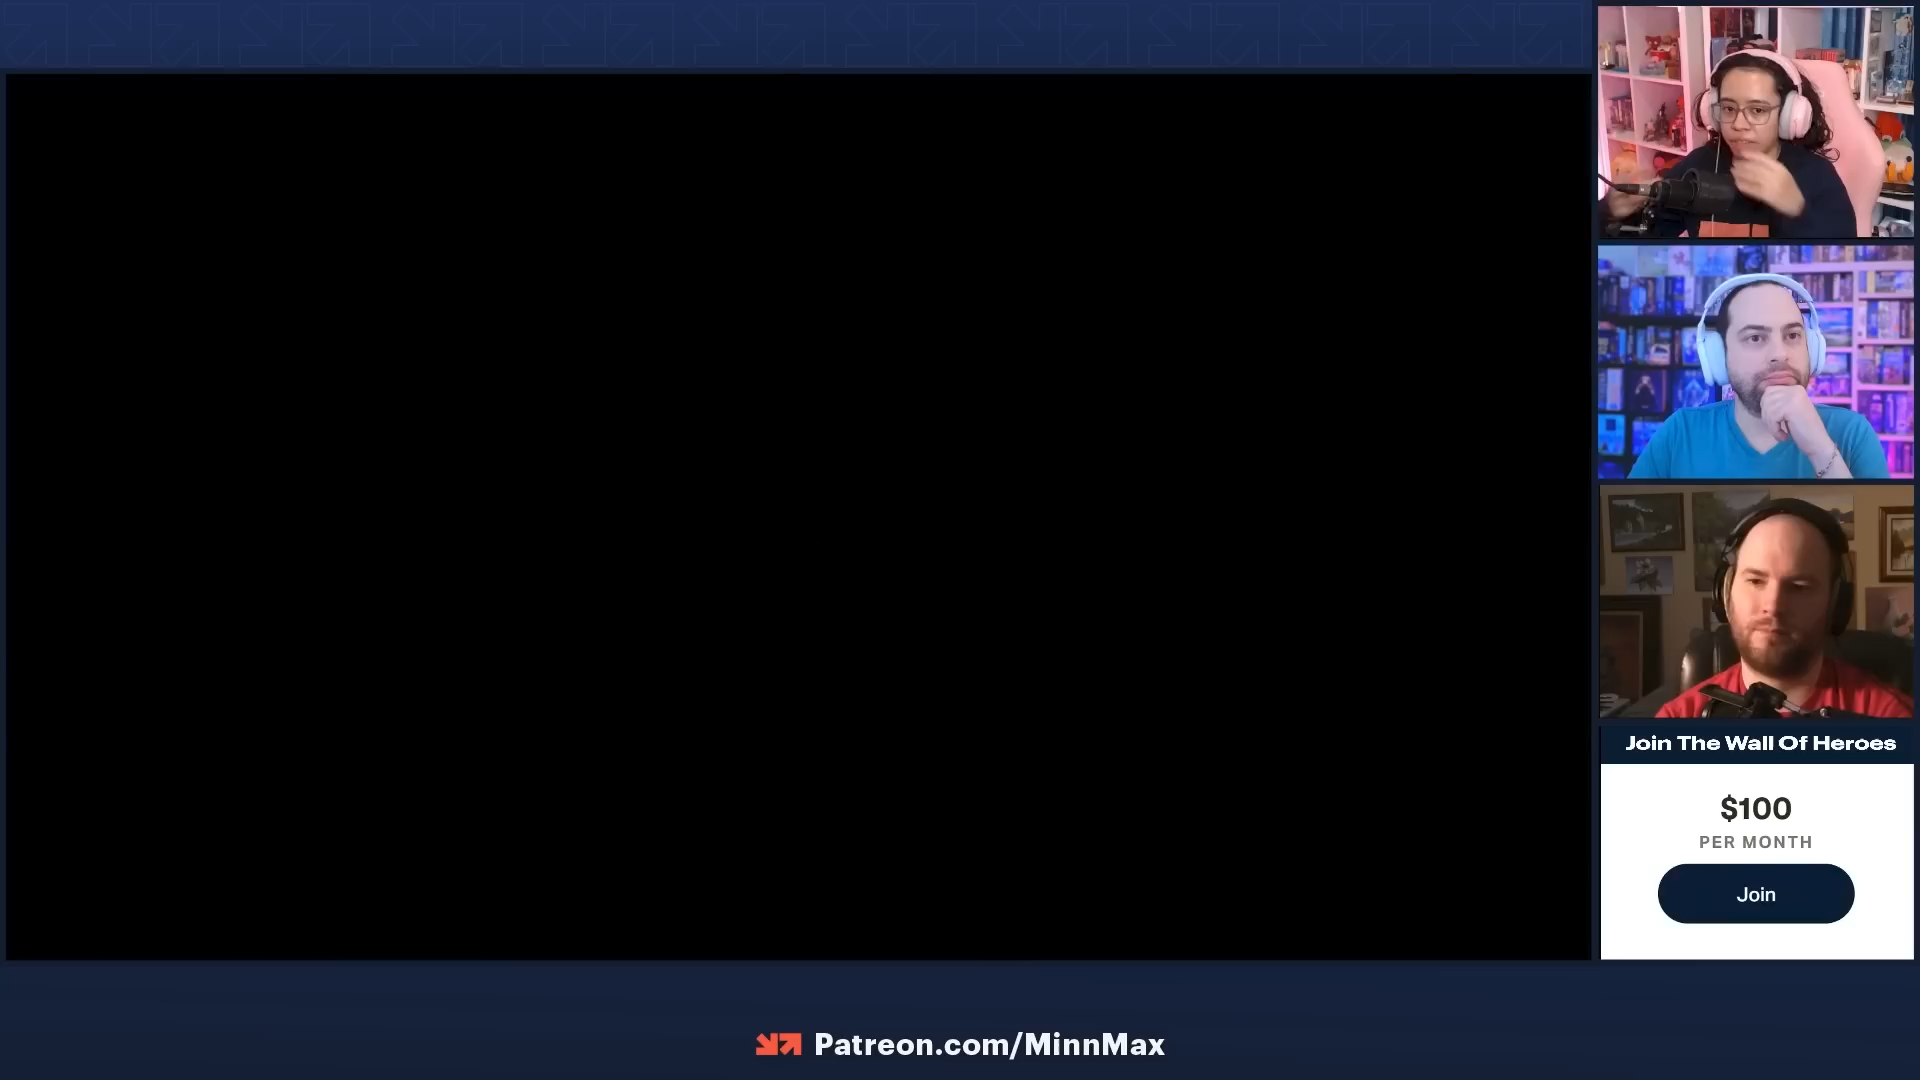 Join The Wall Of Heroes
$100
PER MONTH
Join
Patreon.com/MinnMax